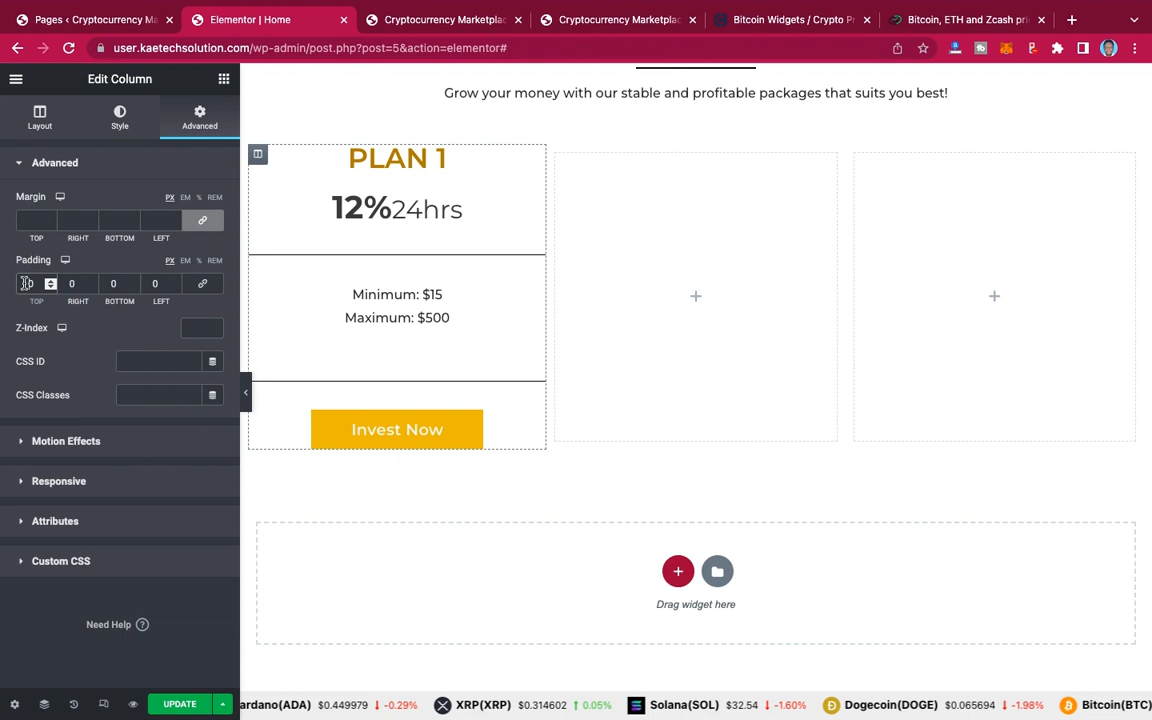 Pages ‹ Cryptocurrency Ma
Elementor | Home
Cryptocurrency Marketplac
Cryptocurrency Marketplac
Bitcoin Widgets / Crypto Pr
Bitcoin, ETH and Zcash pri
user.kaetechsolution.com/wp-admin/post.php?post=5&action=elementor#
Edit Column
Layout
Style
Advanced
Advanced
Margin
PX EM % REM
TOP RIGHT BOTTOM LEFT
Padding
PX EM % REM
0 0 0
TOP RIGHT BOTTOM LEFT
Z-Index
CSS ID
CSS Classes
Motion Effects
Responsive
Attributes
Custom CSS
Need Help ?
UPDATE
Grow your money with our stable and profitable packages that suits you best!
PLAN 1
12%24hrs
Minimum: $15
Maximum: $500
Invest Now
Drag widget here
ardano(ADA) $0.449979 ↓ -0.29% XRP(XRP) $0.314602 ↑ 0.05% Solana(SOL) $32.54 ↓ -1.60% Dogecoin(DOGE) $0.065694 ↓ -1.98% Bitcoin(BTC)